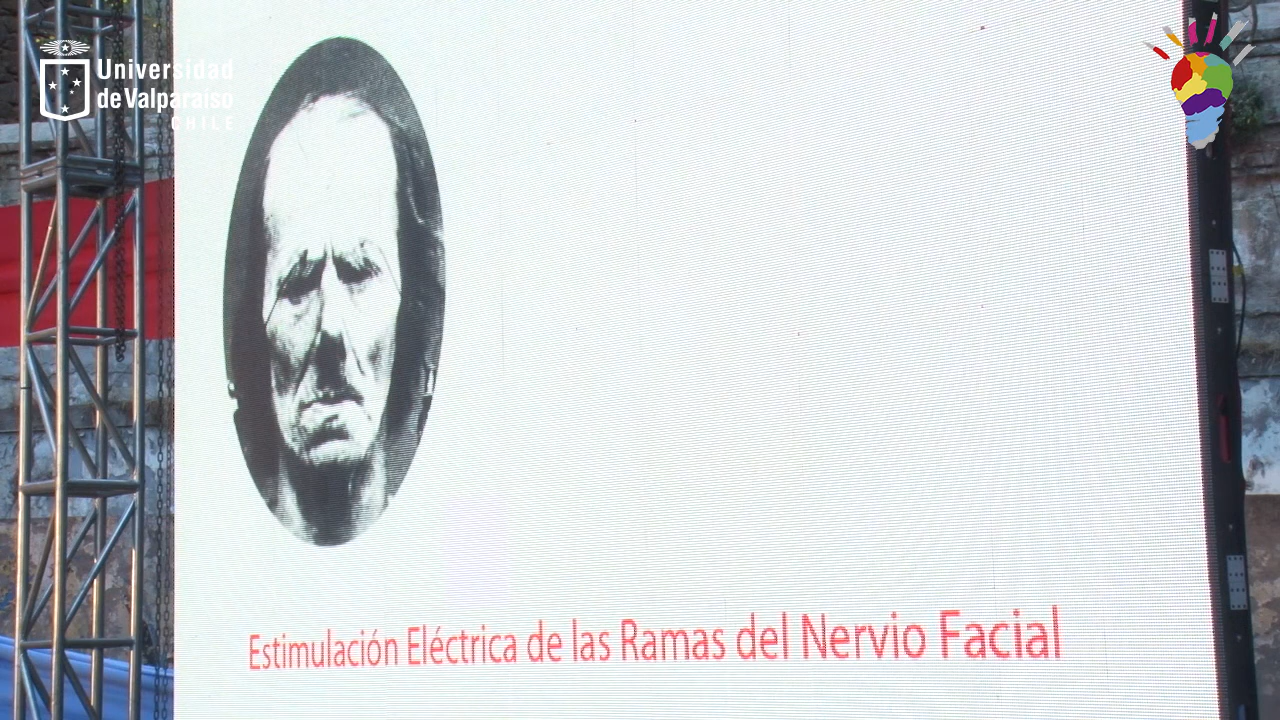 Universidad
de Valparaíso
CHILE
Estimulación Eléctrica de las Ramas del Nervio Facial